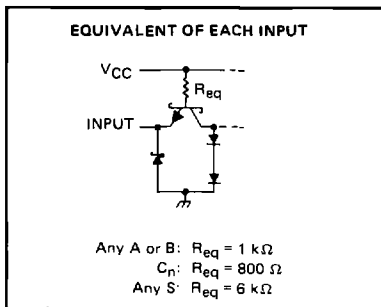 EQUIVALENT OF EACH INPUT
VCC
Req
INPUT
Any A or B: Req = 1 kΩ
Cn: Req = 800 Ω
Any S: Req = 6 kΩ